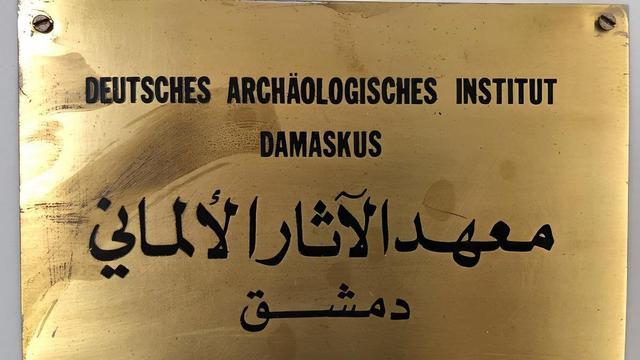 DEUTSCHES ARCHÄOLOGISCHES INSTITUT
DAMASKUS
معهد الآثار الألماني
دمشق